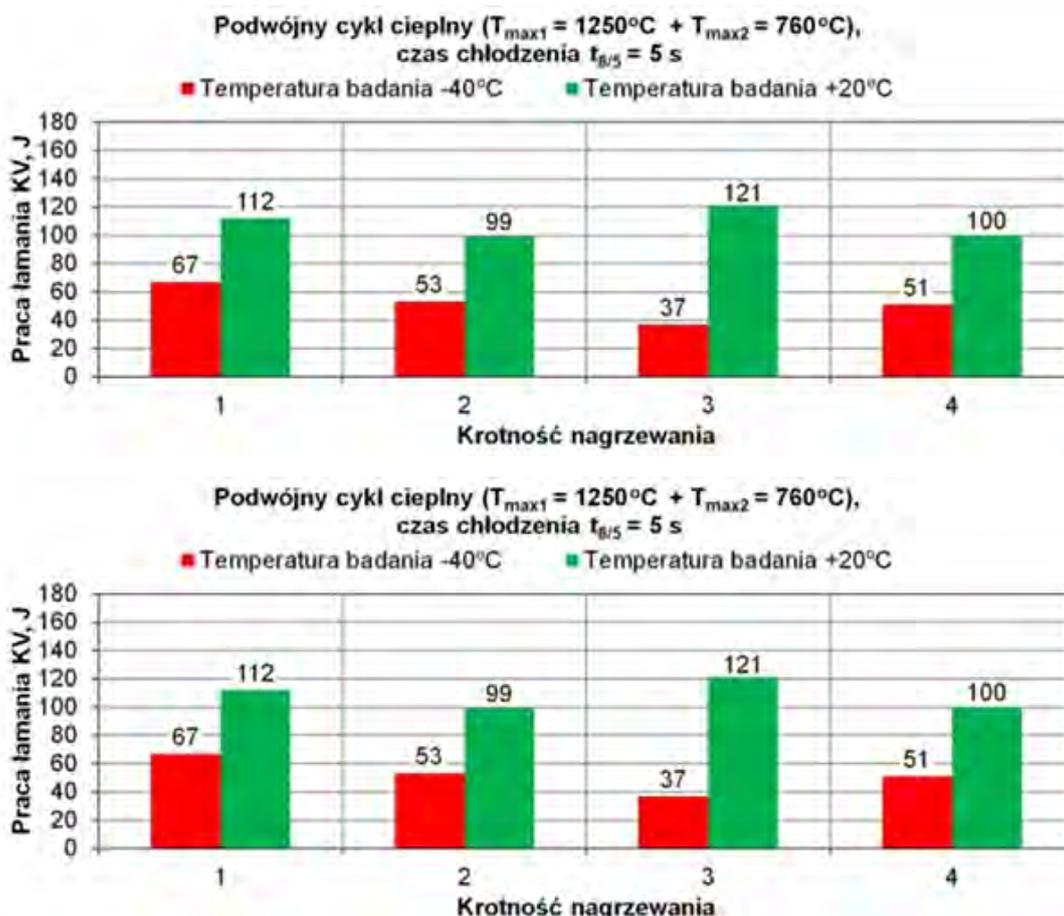 Podwójny cykl cieplny (Tmax1 = 1250°C + Tmax2 = 760°C),
czas chłodzenia t8/5 = 5 s
Temperatura badania -40°C Temperatura badania +20°C
Praca łamania KV, J
180
160
140
120
100
80
60
40
20
0
67 112 53 99 37 121 51 100
1 2 3 4
Krotność nagrzewania
Podwójny cykl cieplny (Tmax1 = 1250°C + Tmax2 = 760°C),
czas chłodzenia t8/5 = 5 s
Temperatura badania -40°C Temperatura badania +20°C
Praca łamania KV, J
180
160
140
120
100
80
60
40
20
0
67 112 53 99 37 121 51 100
1 2 3 4
Krotność nagrzewania